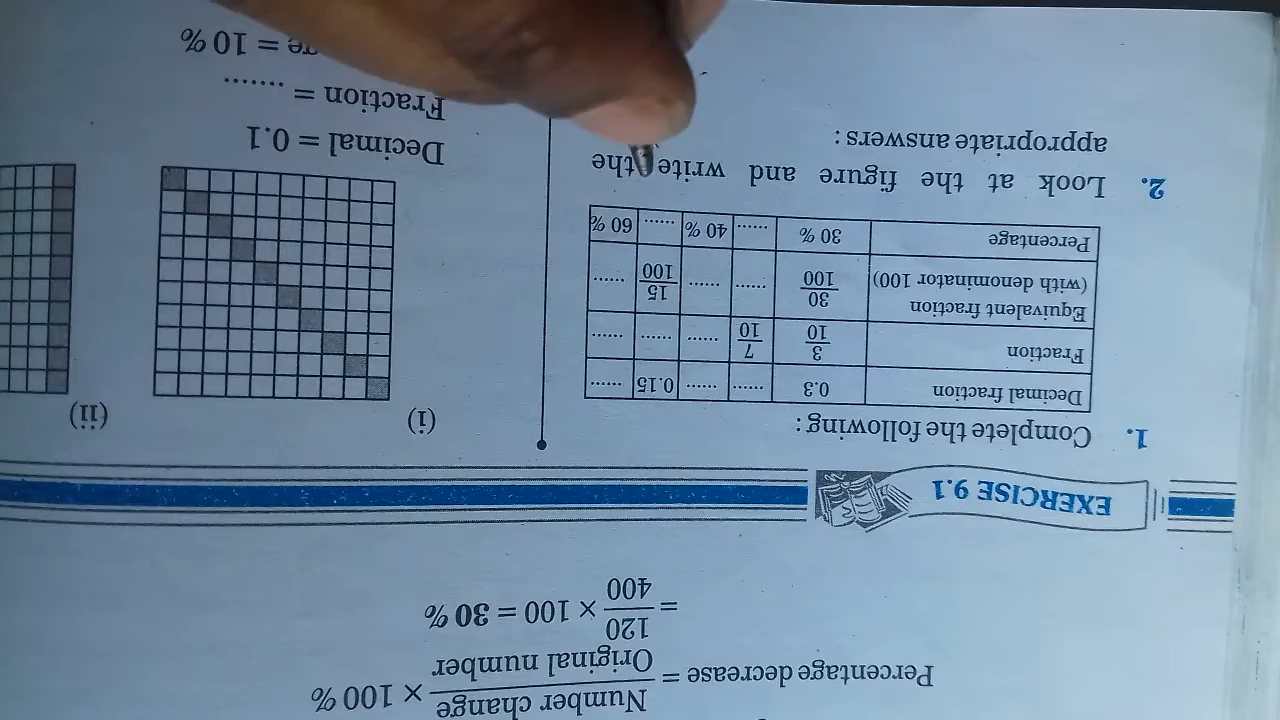 Percentage decrease = Number change / Original number × 100 %
= 120 / 400 × 100 = 30 %
EXERCISE 9.1
1. Complete the following :
Decimal fraction 0.3 ...... ...... 0.15 ......
Fraction 3/10 7/10 ...... ...... ......
Equivalent fraction (with denominator 100) 30/100 ...... ...... 15/100 ......
Percentage 30 % ...... 40 % ...... 60 %
2. Look at the figure and write the
appropriate answers :
(i)
Decimal = 0.1
Fraction = .......
= 10 %
(ii)